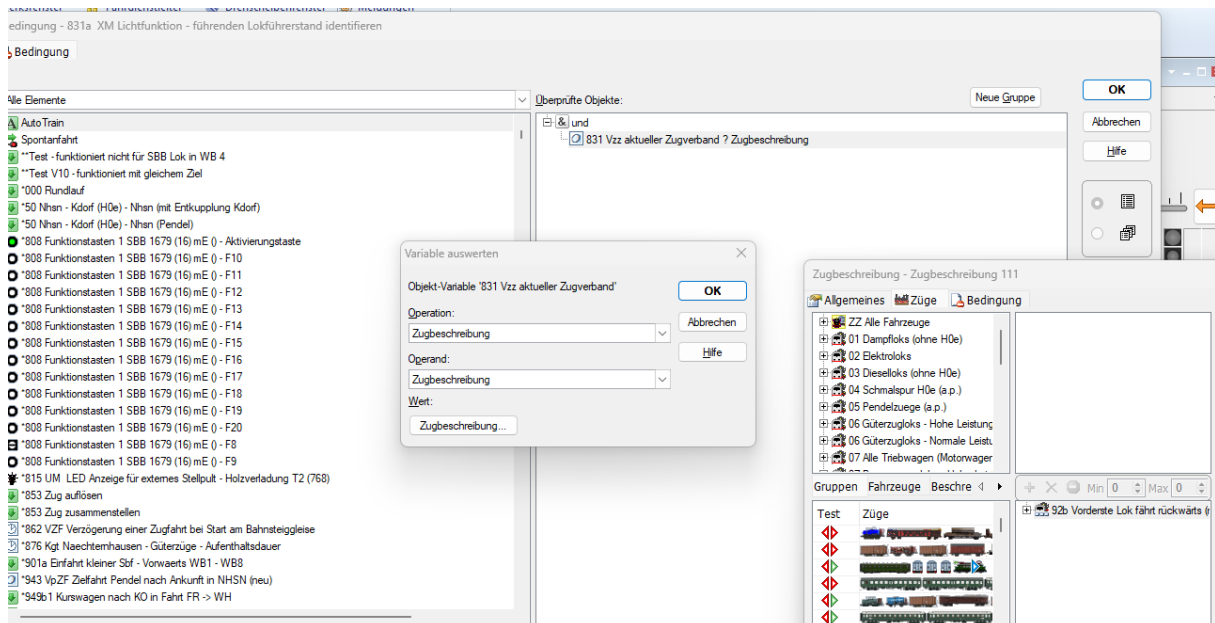 edingung - 831a XM Lichtfunktion - führenden Lokführerstand identifieren
Bedingung
Alle Elemente
Überprüfte Objekte:
Neue Gruppe
OK
Abbrechen
Hilfe
& und
831 Vzz aktueller Zugverband ? Zugbeschreibung
AutoTrain
Spontanfahrt
**Test - funktioniert nicht für SBB Lok in WB 4
**Test V10 - funktioniert mit gleichem Ziel
*000 Rundlauf
*50 Nhsn - Kdorf (H0e) - Nhsn (mit Entkupplung Kdorf)
*50 Nhsn - Kdorf (H0e) - Nhsn (Pendel)
*808 Funktionstasten 1 SBB 1679 (16) mE () - Aktivierungstaste
*808 Funktionstasten 1 SBB 1679 (16) mE () - F10
*808 Funktionstasten 1 SBB 1679 (16) mE () - F11
*808 Funktionstasten 1 SBB 1679 (16) mE () - F12
*808 Funktionstasten 1 SBB 1679 (16) mE () - F13
*808 Funktionstasten 1 SBB 1679 (16) mE () - F14
*808 Funktionstasten 1 SBB 1679 (16) mE () - F15
*808 Funktionstasten 1 SBB 1679 (16) mE () - F16
*808 Funktionstasten 1 SBB 1679 (16) mE () - F17
*808 Funktionstasten 1 SBB 1679 (16) mE () - F18
*808 Funktionstasten 1 SBB 1679 (16) mE () - F19
*808 Funktionstasten 1 SBB 1679 (16) mE () - F20
*808 Funktionstasten 1 SBB 1679 (16) mE () - F8
*808 Funktionstasten 1 SBB 1679 (16) mE () - F9
*815 UM LED Anzeige für externes Stellpult - Holzverladung T2 (768)
*853 Zug auflösen
*853 Zug zusammenstellen
*862 VZF Verzögerung einer Zugfahrt bei Start am Bahnsteiggleise
*876 Kgt Naechternhausen - Güterzüge - Aufenthaltsdauer
*901a Einfahrt kleiner Sbf - Vorwaerts WB1 - WB8
*943 VpZF Zielfahrt Pendel nach Ankunft in NHSN (neu)
*949b1 Kurswagen nach KO in Fahrt FR -> WH
Variable auswerten
Objekt-Variable '831 Vzz aktueller Zugverband'
OK
Operation:
Abbrechen
Zugbeschreibung
Hilfe
Operand:
Zugbeschreibung
Wert:
Zugbeschreibung...
Zugbeschreibung - Zugbeschreibung 111
Allgemeines Züge Bedingung
ZZ Alle Fahrzeuge
01 Dampfloks (ohne H0e)
02 Elektroloks
03 Dieselloks (ohne H0e)
04 Schmalspur H0e (a.p.)
05 Pendelzuege (a.p.)
06 Güterzugloks - Hohe Leistung
06 Güterzugloks - Normale Leistu
07 Alle Triebwagen (Motorwagen
Gruppen Fahrzeuge Beschre
Min 0 Max 0
Test Züge
92b Vorderste Lok fährt rückwärts (r